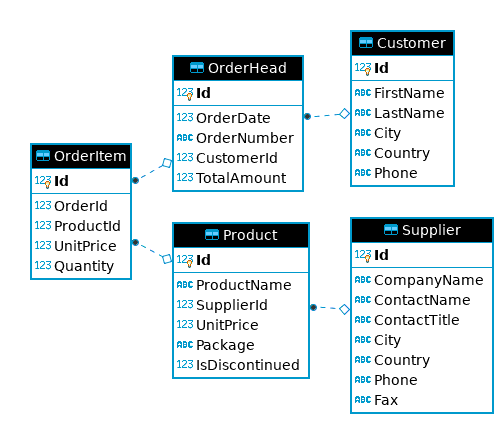 OrderItem
123 Id
123 OrderId
123 ProductId
123 UnitPrice
123 Quantity
OrderHead
123 Id
123 OrderDate
ABC OrderNumber
123 CustomerId
123 TotalAmount
Customer
123 Id
ABC FirstName
ABC LastName
ABC City
ABC Country
ABC Phone
Product
123 Id
ABC ProductName
123 SupplierId
123 UnitPrice
ABC Package
123 IsDiscontinued
Supplier
123 Id
ABC CompanyName
ABC ContactName
ABC ContactTitle
ABC City
ABC Country
ABC Phone
ABC Fax